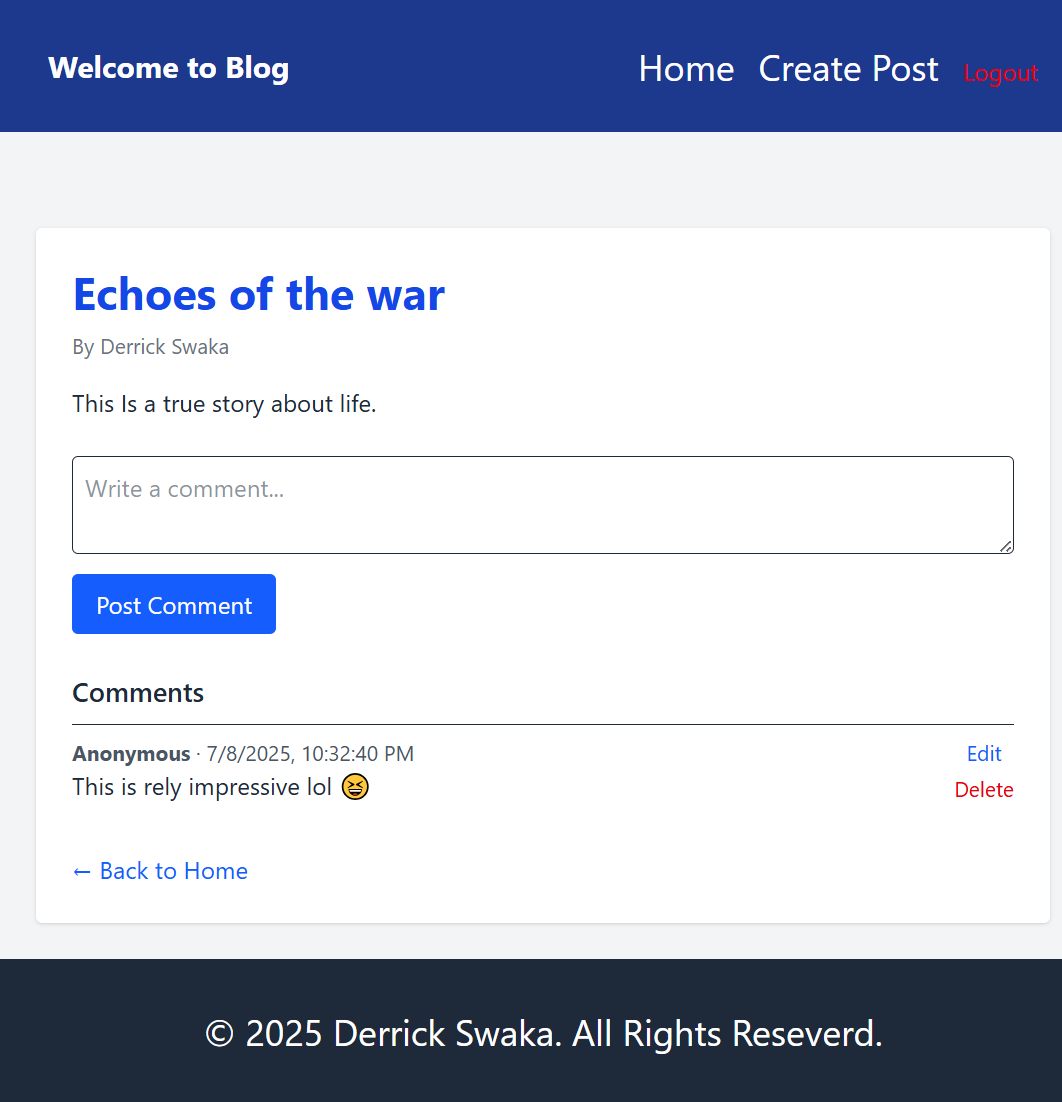 Welcome to Blog
Home Create Post Logout
Echoes of the war
By Derrick Swaka
This Is a true story about life.
Write a comment...
Post Comment
Comments
Anonymous · 7/8/2025, 10:32:40 PM
Edit
This is rely impressive lol 😆
Delete
← Back to Home
© 2025 Derrick Swaka. All Rights Reseverd.